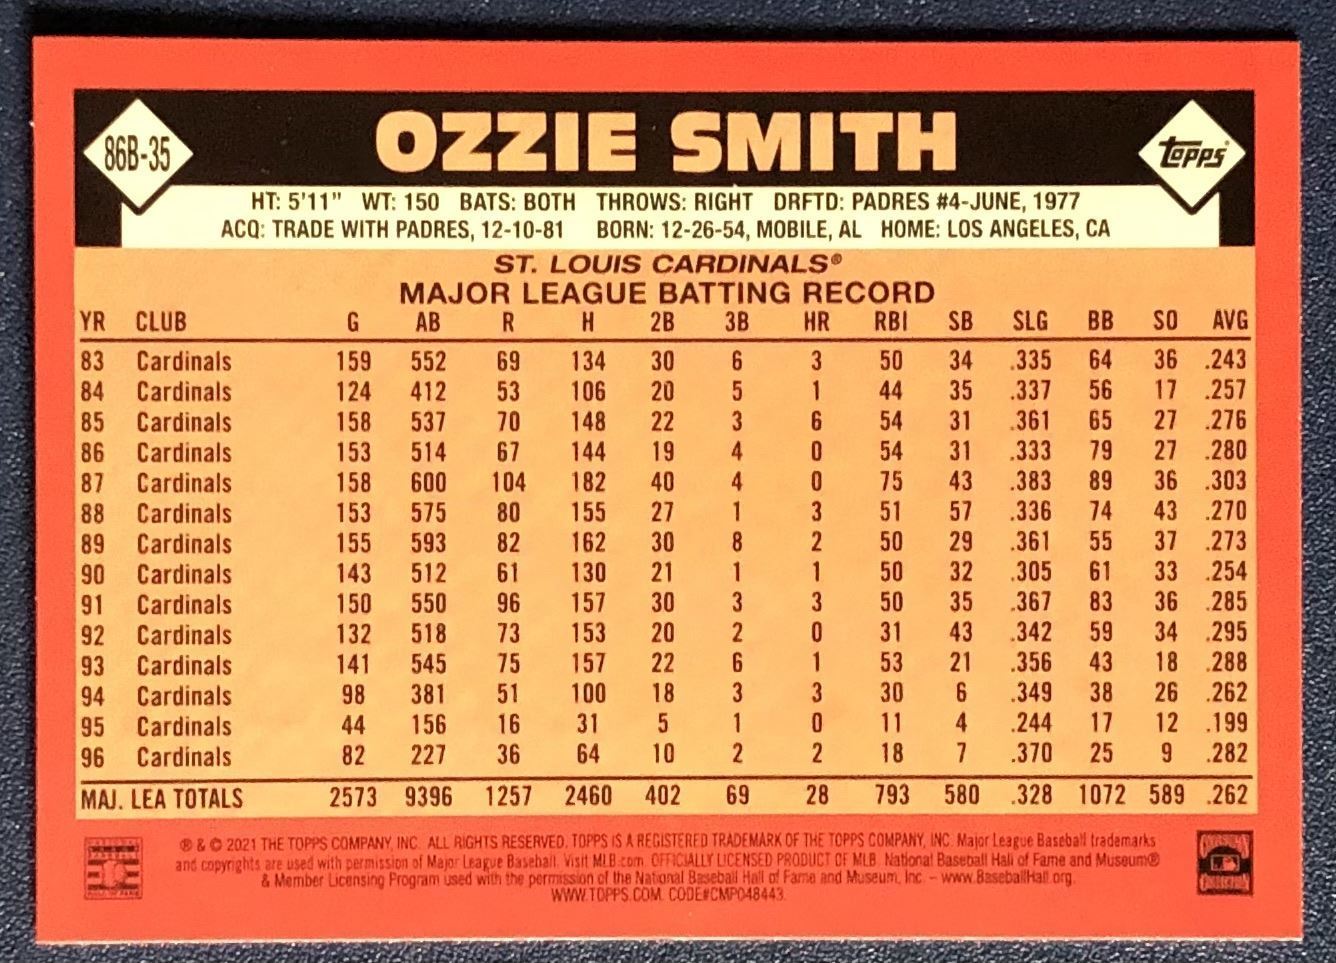 86B-35
OZZIE SMITH
Topps
HT: 5'11" WT: 150 BATS: BOTH THROWS: RIGHT DRFTD: PADRES #4-JUNE, 1977
ACQ: TRADE WITH PADRES, 12-10-81 BORN: 12-26-54, MOBILE, AL HOME: LOS ANGELES, CA
ST. LOUIS CARDINALS®
MAJOR LEAGUE BATTING RECORD
YR CLUB G AB R H 2B 3B HR RBI SB SLG BB SO AVG
83 Cardinals 159 552 69 134 30 6 3 50 34 .335 64 36 .243
84 Cardinals 124 412 53 106 20 5 1 44 35 .337 56 17 .257
85 Cardinals 158 537 70 148 22 3 6 54 31 .361 65 27 .276
86 Cardinals 153 514 67 144 19 4 0 54 31 .333 79 27 .280
87 Cardinals 158 600 104 182 40 4 0 75 43 .383 89 36 .303
88 Cardinals 153 575 80 155 27 1 3 51 57 .336 74 43 .270
89 Cardinals 155 593 82 162 30 8 2 50 29 .361 55 37 .273
90 Cardinals 143 512 61 130 21 1 1 50 32 .305 61 33 .254
91 Cardinals 150 550 96 157 30 3 3 50 35 .367 83 36 .285
92 Cardinals 132 518 73 153 20 2 0 31 43 .342 59 34 .295
93 Cardinals 141 545 75 157 22 6 1 53 21 .356 43 18 .288
94 Cardinals 98 381 51 100 18 3 3 30 6 .349 38 26 .262
95 Cardinals 44 156 16 31 5 1 0 11 4 .244 17 12 .199
96 Cardinals 82 227 36 64 10 2 2 18 7 .370 25 9 .282
MAJ. LEA TOTALS 2573 9396 1257 2460 402 69 28 793 580 .328 1072 589 .262
® & © 2021 THE TOPPS COMPANY, INC. ALL RIGHTS RESERVED. TOPPS IS A REGISTERED TRADEMARK OF THE TOPPS COMPANY, INC. Major League Baseball trademarks
and copyrights are used with permission of Major League Baseball. Visit MLB.com. OFFICIALLY LICENSED PRODUCT OF MLB. National Baseball Hall of Fame and Museum®
& Member Licensing Program used with the permission of the National Baseball Hall of Fame and Museum, Inc. – www.BaseballHall.org.
WWW.TOPPS.COM. CODE#CMP048443.